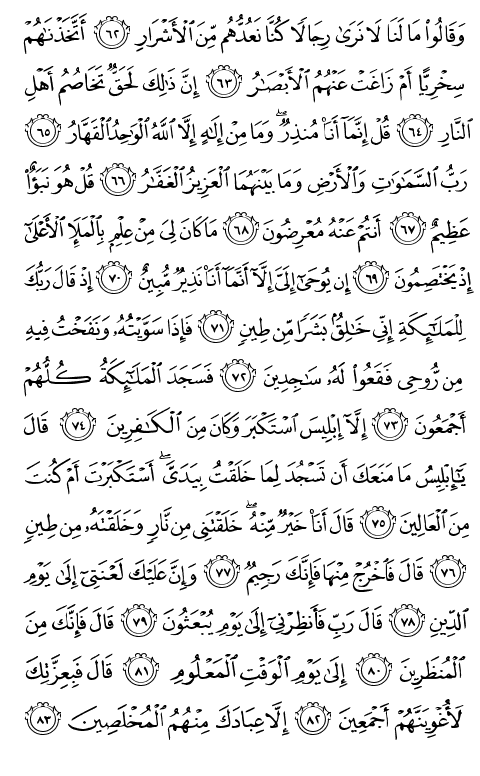 وَقَالُوا۟ مَا لَنَا لَا نَرَىٰ رِجَالًا كُنَّا نَعُدُّهُم مِّنَ ٱلْأَشْرَارِ ﴿٦٢﴾ أَتَّخَذْنَٰهُمْ
سِخْرِيًّا أَمْ زَاغَتْ عَنْهُمُ ٱلْأَبْصَٰرُ ﴿٦٣﴾ إِنَّ ذَٰلِكَ لَحَقٌّ تَخَاصُمُ أَهْلِ
ٱلنَّارِ ﴿٦٤﴾ قُلْ إِنَّمَآ أَنَا۠ مُنذِرٌ ۖ وَمَا مِنْ إِلَٰهٍ إِلَّا ٱللَّهُ ٱلْوَٰحِدُ ٱلْقَهَّارُ ﴿٦٥﴾
رَبُّ ٱلسَّمَٰوَٰتِ وَٱلْأَرْضِ وَمَا بَيْنَهُمَا ٱلْعَزِيزُ ٱلْغَفَّٰرُ ﴿٦٦﴾ قُلْ هُوَ نَبَؤٌا۟
عَظِيمٌ ﴿٦٧﴾ أَنتُمْ عَنْهُ مُعْرِضُونَ ﴿٦٨﴾ مَا كَانَ لِىَ مِنْ عِلْمٍۭ بِٱلْمَلَإِ ٱلْأَعْلَىٰٓ
إِذْ يَخْتَصِمُونَ ﴿٦٩﴾ إِن يُوحَىٰٓ إِلَىَّ إِلَّآ أَنَّمَآ أَنَا۠ نَذِيرٌ مُّبِينٌ ﴿٧٠﴾ إِذْ قَالَ رَبُّكَ
لِلْمَلَٰٓئِكَةِ إِنِّى خَٰلِقٌۢ بَشَرًا مِّن طِينٍ ﴿٧١﴾ فَإِذَا سَوَّيْتُهُۥ وَنَفَخْتُ فِيهِ
مِن رُّوحِى فَقَعُوا۟ لَهُۥ سَٰجِدِينَ ﴿٧٢﴾ فَسَجَدَ ٱلْمَلَٰٓئِكَةُ كُلُّهُمْ
أَجْمَعُونَ ﴿٧٣﴾ إِلَّآ إِبْلِيسَ ٱسْتَكْبَرَ وَكَانَ مِنَ ٱلْكَٰفِرِينَ ﴿٧٤﴾ قَالَ
يَٰٓإِبْلِيسُ مَا مَنَعَكَ أَن تَسْجُدَ لِمَا خَلَقْتُ بِيَدَىَّ ۖ أَسْتَكْبَرْتَ أَمْ كُنتَ
مِنَ ٱلْعَالِينَ ﴿٧٥﴾ قَالَ أَنَا۠ خَيْرٌ مِّنْهُ ۖ خَلَقْتَنِى مِن نَّارٍ وَخَلَقْتَهُۥ مِن طِينٍ
﴿٧٦﴾ قَالَ فَٱخْرُجْ مِنْهَا فَإِنَّكَ رَجِيمٌ ﴿٧٧﴾ وَإِنَّ عَلَيْكَ لَعْنَتِىٓ إِلَىٰ يَوْمِ
ٱلدِّينِ ﴿٧٨﴾ قَالَ رَبِّ فَأَنظِرْنِىٓ إِلَىٰ يَوْمِ يُبْعَثُونَ ﴿٧٩﴾ قَالَ فَإِنَّكَ مِنَ
ٱلْمُنظَرِينَ ﴿٨٠﴾ إِلَىٰ يَوْمِ ٱلْوَقْتِ ٱلْمَعْلُومِ ﴿٨١﴾ قَالَ فَبِعِزَّتِكَ
لَأُغْوِيَنَّهُمْ أَجْمَعِينَ ﴿٨٢﴾ إِلَّا عِبَادَكَ مِنْهُمُ ٱلْمُخْلَصِينَ ﴿٨٣﴾